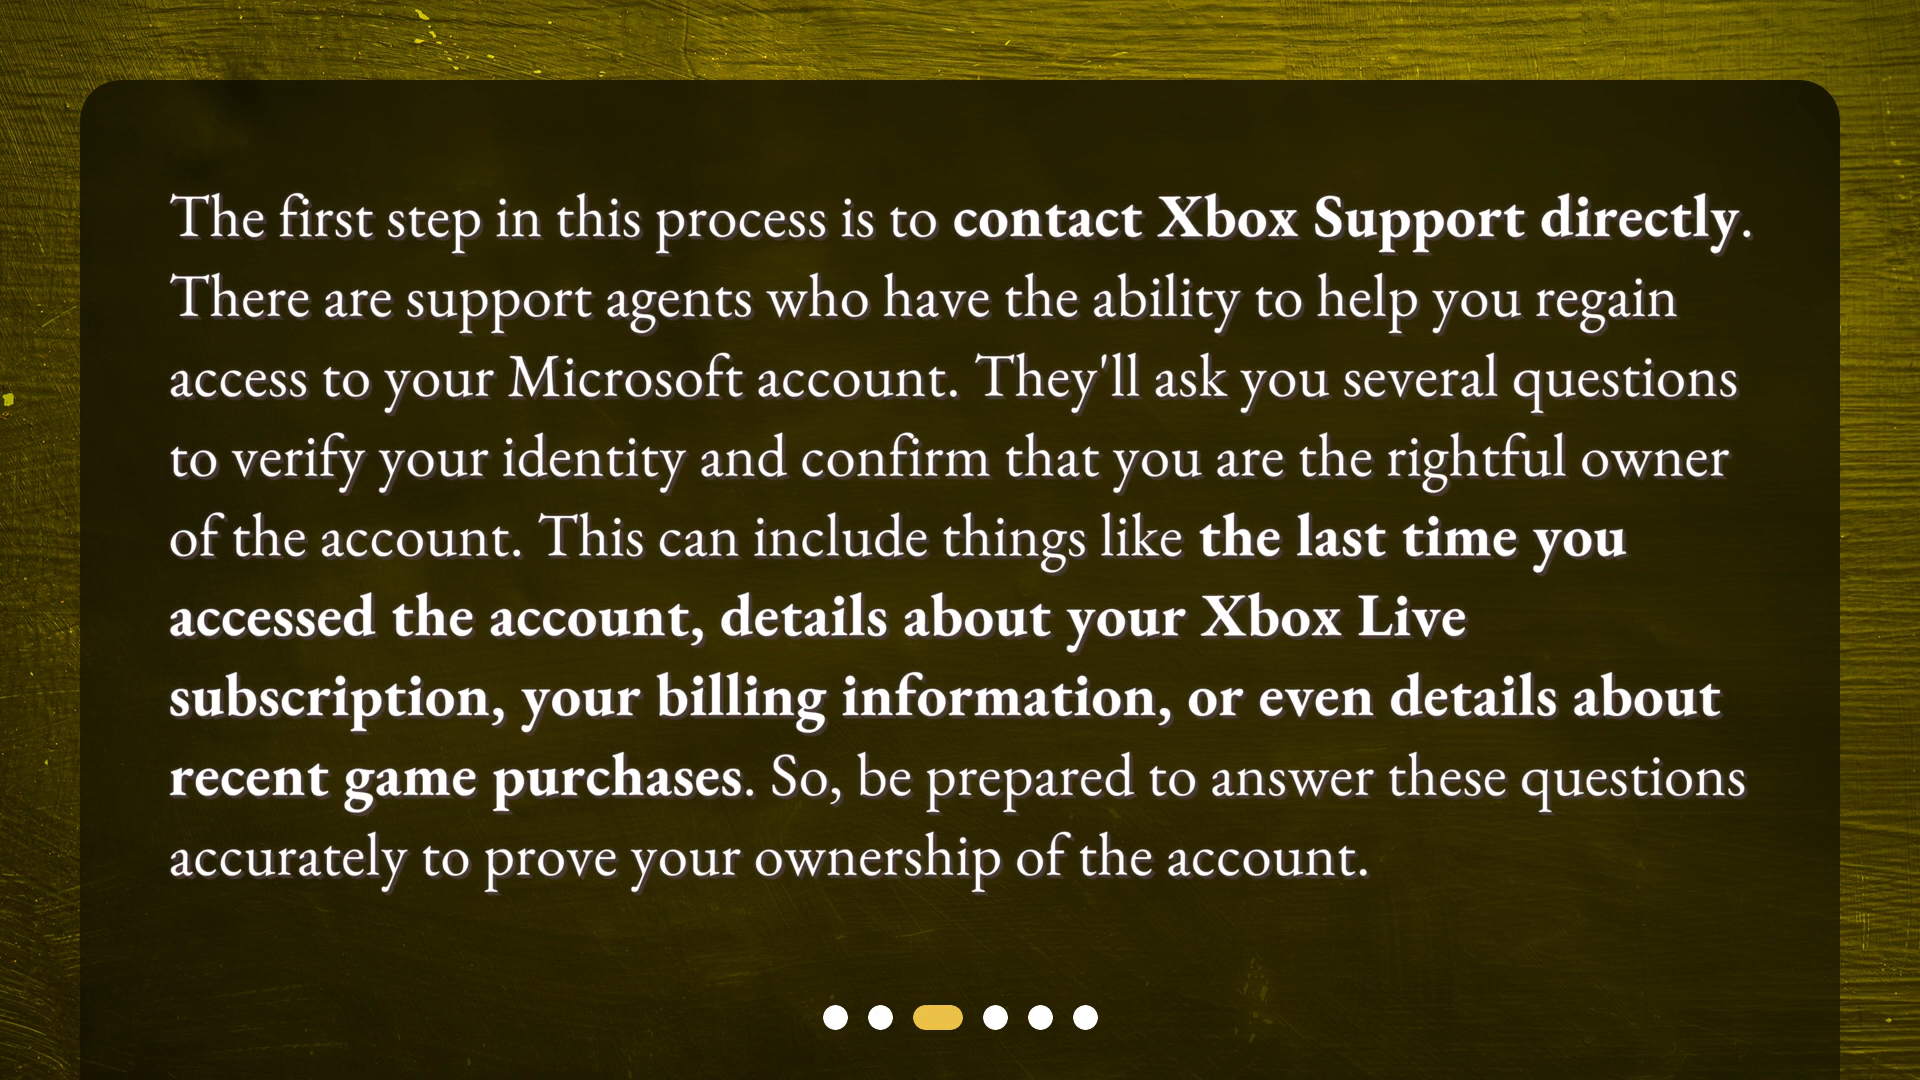 The first step in this process is to contact Xbox Support directly.
There are support agents who have the ability to help you regain
access to your Microsoft account. They'll ask you several questions
to verify your identity and confirm that you are the rightful owner
of the account. This can include things like the last time you
accessed the account, details about your Xbox Live
subscription, your billing information, or even details about
recent game purchases. So, be prepared to answer these questions
accurately to prove your ownership of the account.